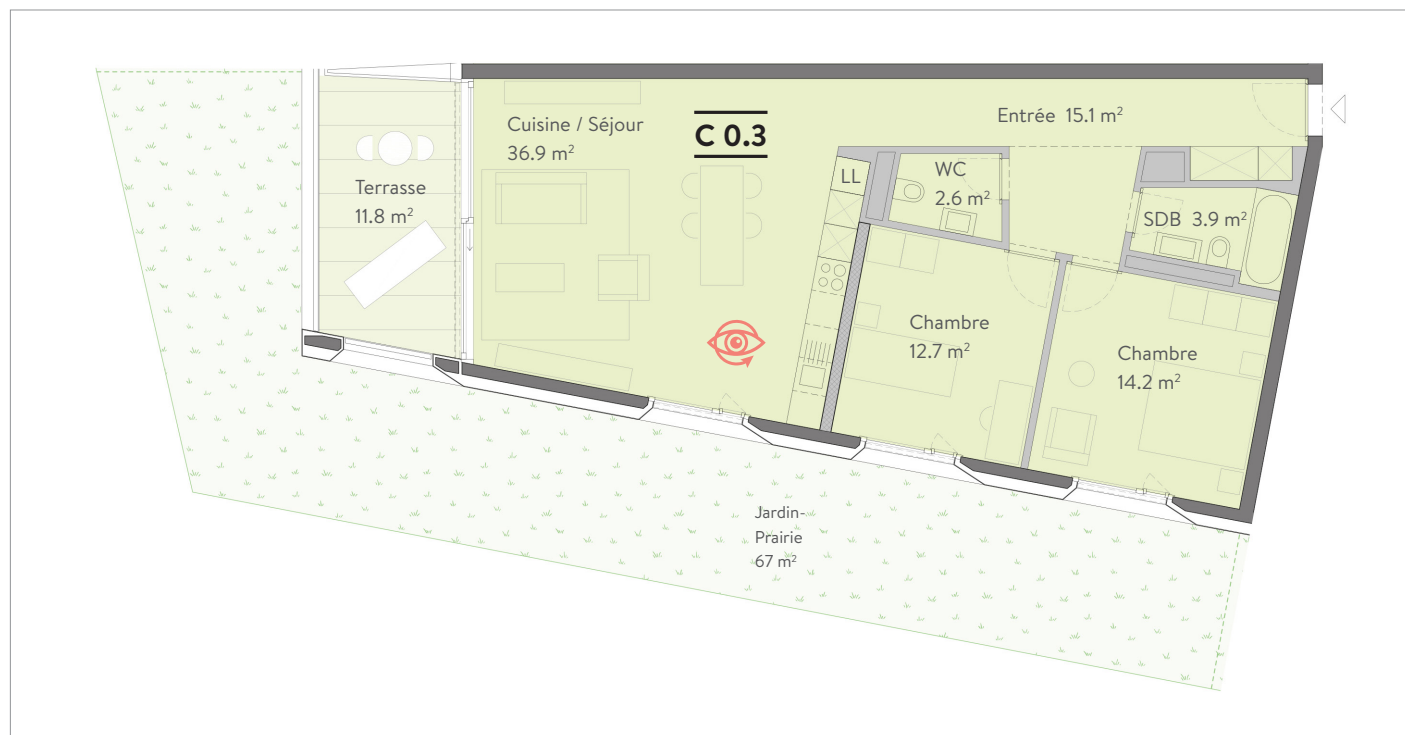 Cuisine / Séjour
36.9 m²
C 0.3
Entrée 15.1 m²
Terrasse
11.8 m²
LL
WC
2.6 m²
SDB 3.9 m²
Chambre
12.7 m²
Chambre
14.2 m²
Jardin-
Prairie
67 m²